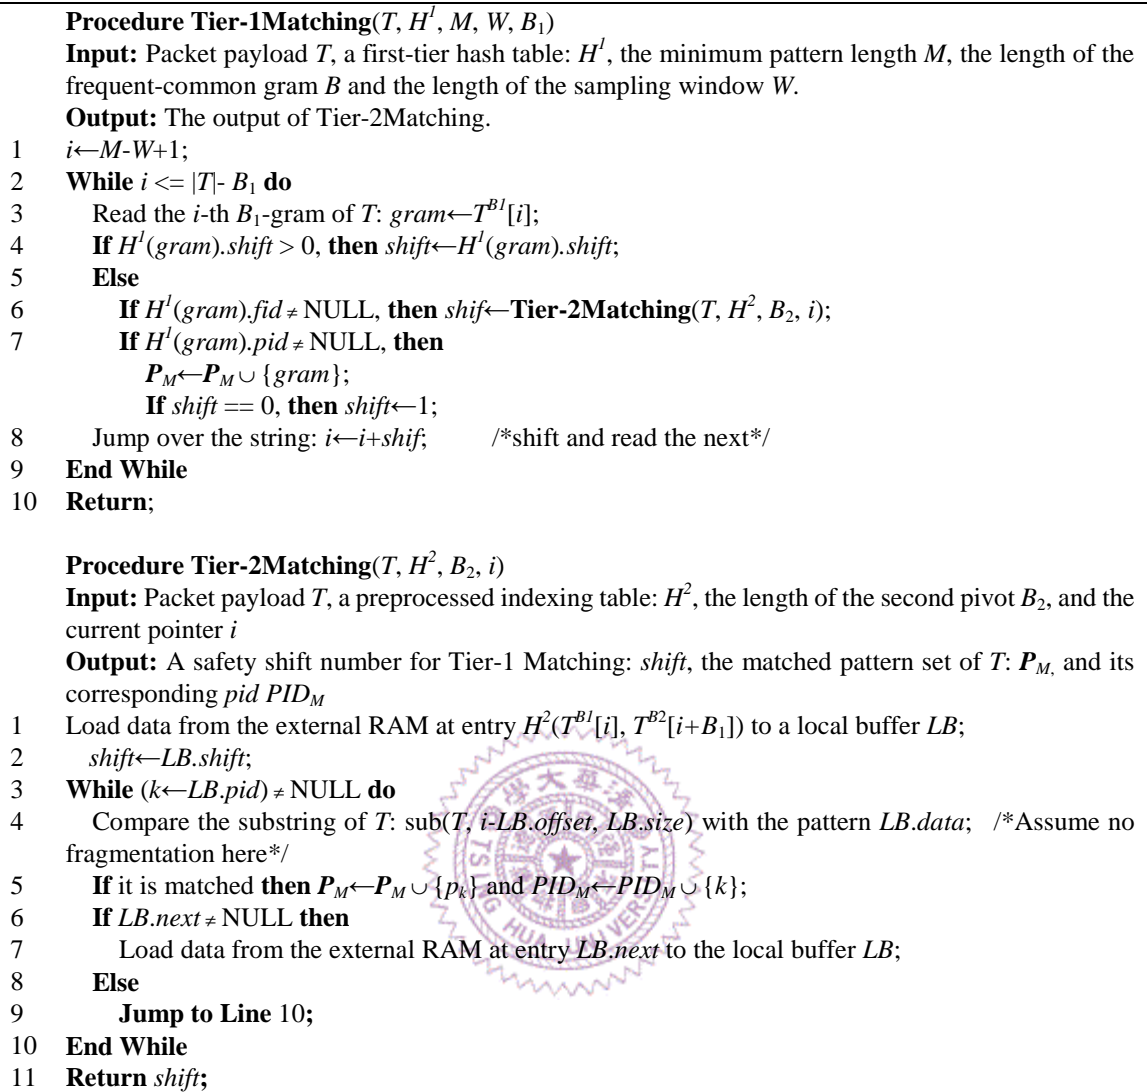 Procedure Tier-1Matching(T, H¹, M, W, B₁)
Input: Packet payload T, a first-tier hash table: H¹, the minimum pattern length M, the length of the
frequent-common gram B and the length of the sampling window W.
Output: The output of Tier-2Matching.
1 i←M-W+1;
2 While i <= |T|- B₁ do
3 Read the i-th B₁-gram of T: gram←T^B1[i];
4 If H¹(gram).shift > 0, then shift←H¹(gram).shift;
5 Else
6 If H¹(gram).fid ≠ NULL, then shif←Tier-2Matching(T, H², B₂, i);
7 If H¹(gram).pid ≠ NULL, then
P_M←P_M ∪ {gram};
If shift == 0, then shift←1;
8 Jump over the string: i←i+shif; /*shift and read the next*/
9 End While
10 Return;
Procedure Tier-2Matching(T, H², B₂, i)
Input: Packet payload T, a preprocessed indexing table: H², the length of the second pivot B₂, and the
current pointer i
Output: A safety shift number for Tier-1 Matching: shift, the matched pattern set of T: P_M, and its
corresponding pid PID_M
1 Load data from the external RAM at entry H²(T^B1[i], T^B2[i+B₁]) to a local buffer LB;
2 shift←LB.shift;
3 While (k←LB.pid) ≠ NULL do
4 Compare the substring of T: sub(T, i-LB.offset, LB.size) with the pattern LB.data; /*Assume no
fragmentation here*/
5 If it is matched then P_M←P_M ∪ {p_k} and PID_M←PID_M ∪ {k};
6 If LB.next ≠ NULL then
7 Load data from the external RAM at entry LB.next to the local buffer LB;
8 Else
9 Jump to Line 10;
10 End While
11 Return shift;